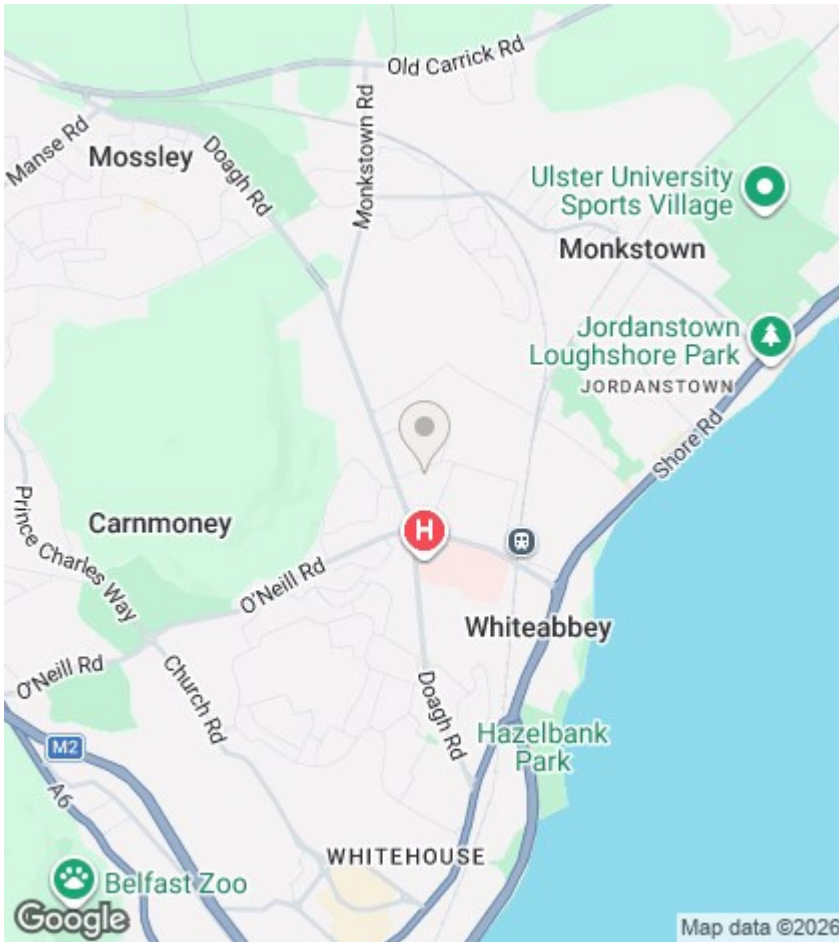 Old Carrick Rd
Manse Rd
Mossley
Doagh Rd
Monkstown Rd
Ulster University
Sports Village
Monkstown
Jordanstown
Loughshore Park
JORDANSTOWN
Shore Rd
Prince Charles Way
Carnmoney
H
O'Neill Rd
Whiteabbey
O'Neill Rd
Church Rd
Doagh Rd
Hazelbank
Park
M2
A6
WHITEHOUSE
Belfast Zoo
Google
Map data ©2026